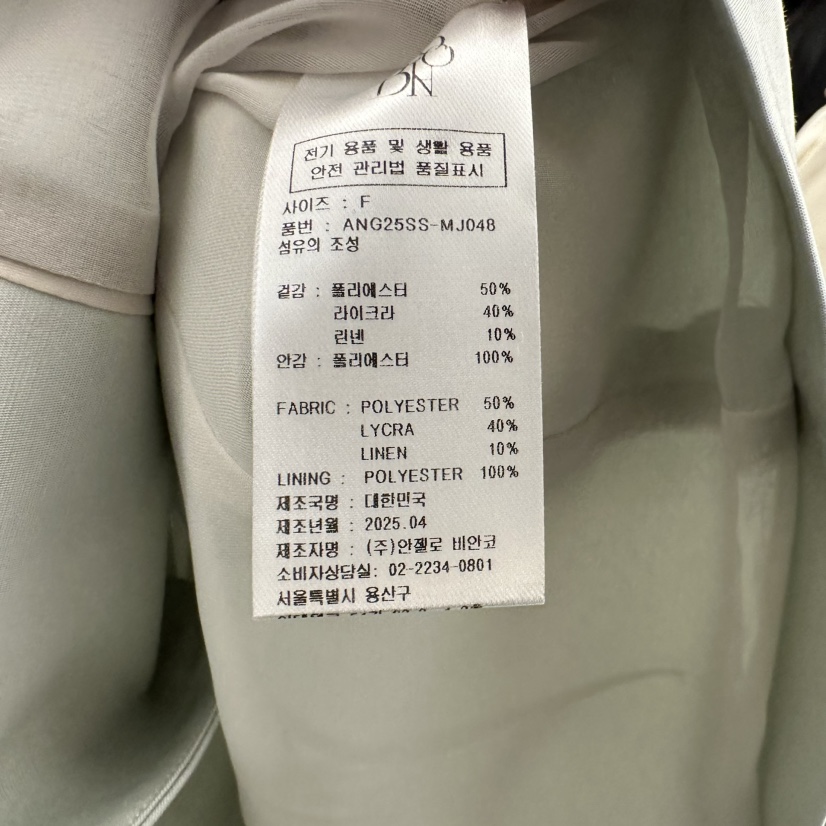 ON
전기 용품 및 생활 용품
안전 관리법 품질표시
사이즈 : F
품번 : ANG25SS-MJ048
섬유의 조성
겉감 : 폴리에스터 50%
라이크라 40%
린넨 10%
안감 : 폴리에스터 100%
FABRIC : POLYESTER 50%
LYCRA 40%
LINEN 10%
LINING : POLYESTER 100%
제조국명 : 대한민국
제조년월 : 2025.04
제조자명 : (주)안젤로 비안코
소비자상담실: 02-2234-0801
서울특별시 용산구